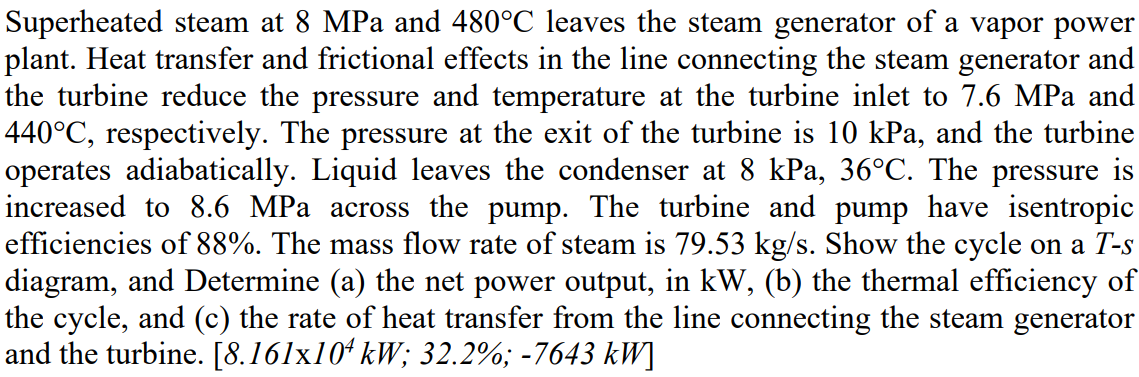 Superheated steam at 8 MPa and 480°C leaves the steam generator of a vapor power
plant. Heat transfer and frictional effects in the line connecting the steam generator and
the turbine reduce the pressure and temperature at the turbine inlet to 7.6 MPa and
440°C, respectively. The pressure at the exit of the turbine is 10 kPa, and the turbine
operates adiabatically. Liquid leaves the condenser at 8 kPa, 36°C. The pressure is
increased to 8.6 MPa across the pump. The turbine and pump have isentropic
efficiencies of 88%. The mass flow rate of steam is 79.53 kg/s. Show the cycle on a T-s
diagram, and Determine (a) the net power output, in kW, (b) the thermal efficiency of
the cycle, and (c) the rate of heat transfer from the line connecting the steam generator
and the turbine. [8.161x10⁴ kW; 32.2%; -7643 kW]